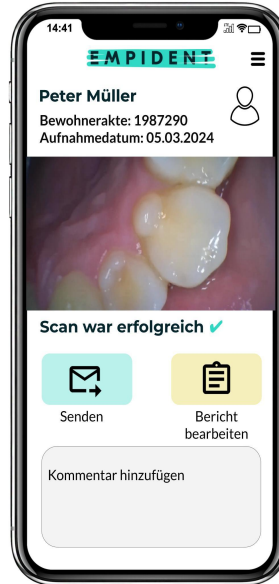 14:41
EMPIDENT
Peter Müller
Bewohnerakte: 1987290
Aufnahmedatum: 05.03.2024
Scan war erfolgreich ✓
Senden
Bericht
bearbeiten
Kommentar hinzufügen